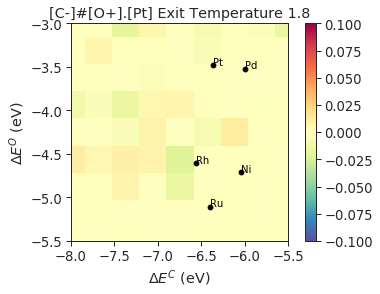 [C-]#[O+].[Pt] Exit Temperature 1.8
−3.0
−3.5
−4.0
−4.5
−5.0
−5.5
ΔE^O (eV)
Pt
Pd
Rh
Ni
Ru
−8.0 −7.5 −7.0 −6.5 −6.0 −5.5
ΔE^C (eV)
0.100
0.075
0.050
0.025
0.000
−0.025
−0.050
−0.075
−0.100